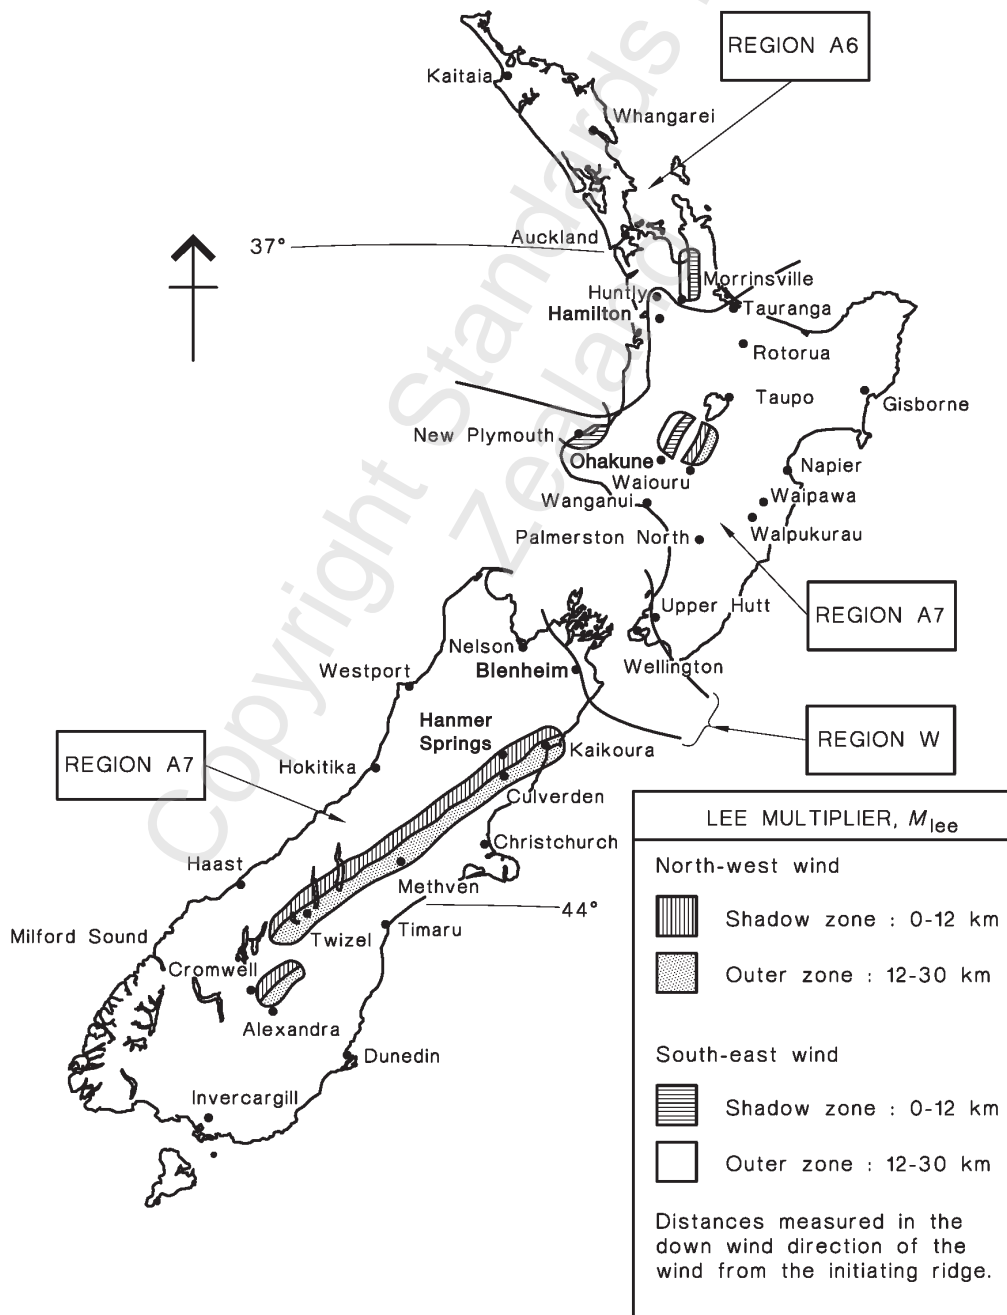 REGION A6
Kaitaia
Whangarei
37°
Auckland
Morrinsville
Huntly
Tauranga
Hamilton
Rotorua
Taupo
Gisborne
New Plymouth
Ohakune
Napier
Waiouru
Waipawa
Wanganui
Walpukurau
Palmerston North
REGION A7
Upper Hutt
Nelson
Wellington
Blenheim
Westport
Hanmer
Springs
REGION W
Kaikoura
REGION A7
Hokitika
Culverden
Christchurch
Haast
Methven
44°
Milford Sound
Twizel
Timaru
Cromwell
Alexandra
Dunedin
Invercargill
LEE MULTIPLIER, Mlee
North-west wind
Shadow zone : 0-12 km
Outer zone : 12-30 km
South-east wind
Shadow zone : 0-12 km
Outer zone : 12-30 km
Distances measured in the
down wind direction of the
wind from the initiating ridge.
Copyright Standards
Zealand